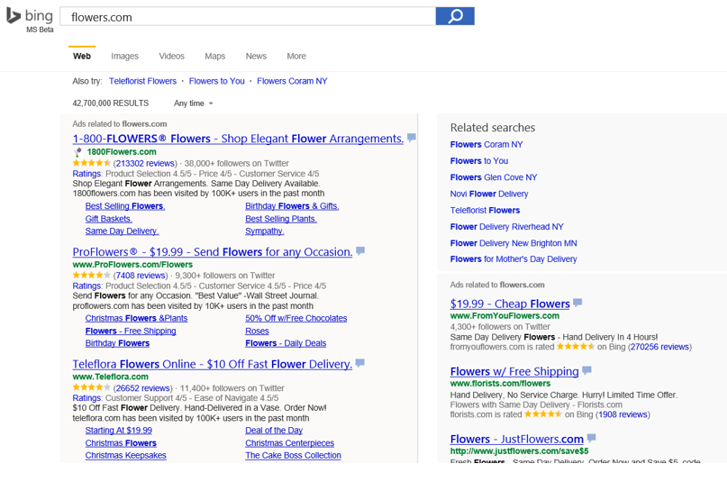 bing
MS Beta
flowers.com
Web Images Videos Maps News More
Also try: Teleflorist Flowers · Flowers to You · Flowers Coram NY
42,700,000 RESULTS Any time
Ads related to flowers.com
1-800-FLOWERS® Flowers - Shop Elegant Flower Arrangements.
1800Flowers.com
(213302 reviews) · 38,000+ followers on Twitter
Ratings: Product Selection 4.5/5 - Price 4/5 - Customer Service 4/5
Shop Elegant Flower Arrangements. Same Day Delivery Available.
1800flowers.com has been visited by 100K+ users in the past month
Best Selling Flowers. Birthday Flowers & Gifts.
Gift Baskets. Best Selling Plants.
Same Day Delivery. Sympathy.
ProFlowers® - $19.99 - Send Flowers for any Occasion.
www.ProFlowers.com/Flowers
(7408 reviews) · 9,300+ followers on Twitter
Ratings: Product Selection 4.5/5 - Customer Service 4.5/5 - Price 4/5
Send Flowers for any Occasion. "Best Value" -Wall Street Journal.
proflowers.com has been visited by 10K+ users in the past month
Christmas Flowers &Plants 50% Off w/Free Chocolates
Flowers - Free Shipping Roses
Birthday Flowers Flowers - Daily Deals
Teleflora Flowers Online - $10 Off Fast Flower Delivery.
www.Teleflora.com
(26652 reviews) · 11,400+ followers on Twitter
Ratings: Customer Support 4/5 - Ease of Navigate 4.5/5
$10 Off Fast Flower Delivery. Hand-Delivered in a Vase. Order Now!
teleflora.com has been visited by 100K+ users in the past month
Starting At $19.99 Deal of the Day
Christmas Flowers Christmas Centerpieces
Christmas Keepsakes The Cake Boss Collection
Related searches
Flowers Coram NY
Flowers to You
Flowers Glen Cove NY
Novi Flower Delivery
Teleflorist Flowers
Flower Delivery Riverhead NY
Flower Delivery New Brighton MN
Flowers for Mother's Day Delivery
Ads related to flowers.com
$19.99 - Cheap Flowers
www.FromYouFlowers.com
4,300+ followers on Twitter
Same Day Delivery Flowers - Hand Delivery In 4 Hours!
fromyouflowers.com is rated on Bing (270256 reviews)
Flowers w/ Free Shipping
www.florists.com/flowers
Hand Delivery, No Service Charge. Hurry! Limited Time Offer.
Flowers with Same Day Delivery - Florists.com
florists.com is rated on Bing (1908 reviews)
Flowers - JustFlowers.com
http://www.justflowers.com/save$5
Fresh Flowers - Same Day Delivery. Order Now and Save $5, code